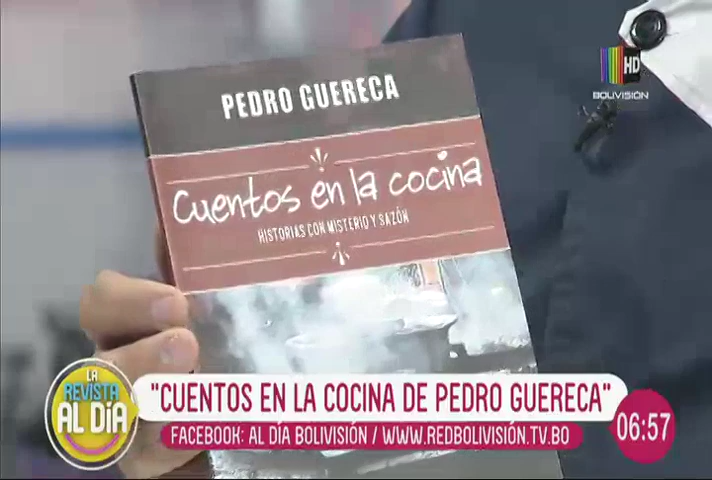 PEDRO GUERECA
Cuentos en la cocina
HISTORIAS CON MISTERIO Y SAZÓN
HD
BOLIVISIÓN
LA
REVISTA
AL DÍA
"CUENTOS EN LA COCINA DE PEDRO GUERECA"
FACEBOOK: AL DÍA BOLIVISIÓN / WWW.REDBOLIVISIÓN.TV.BO
06:57